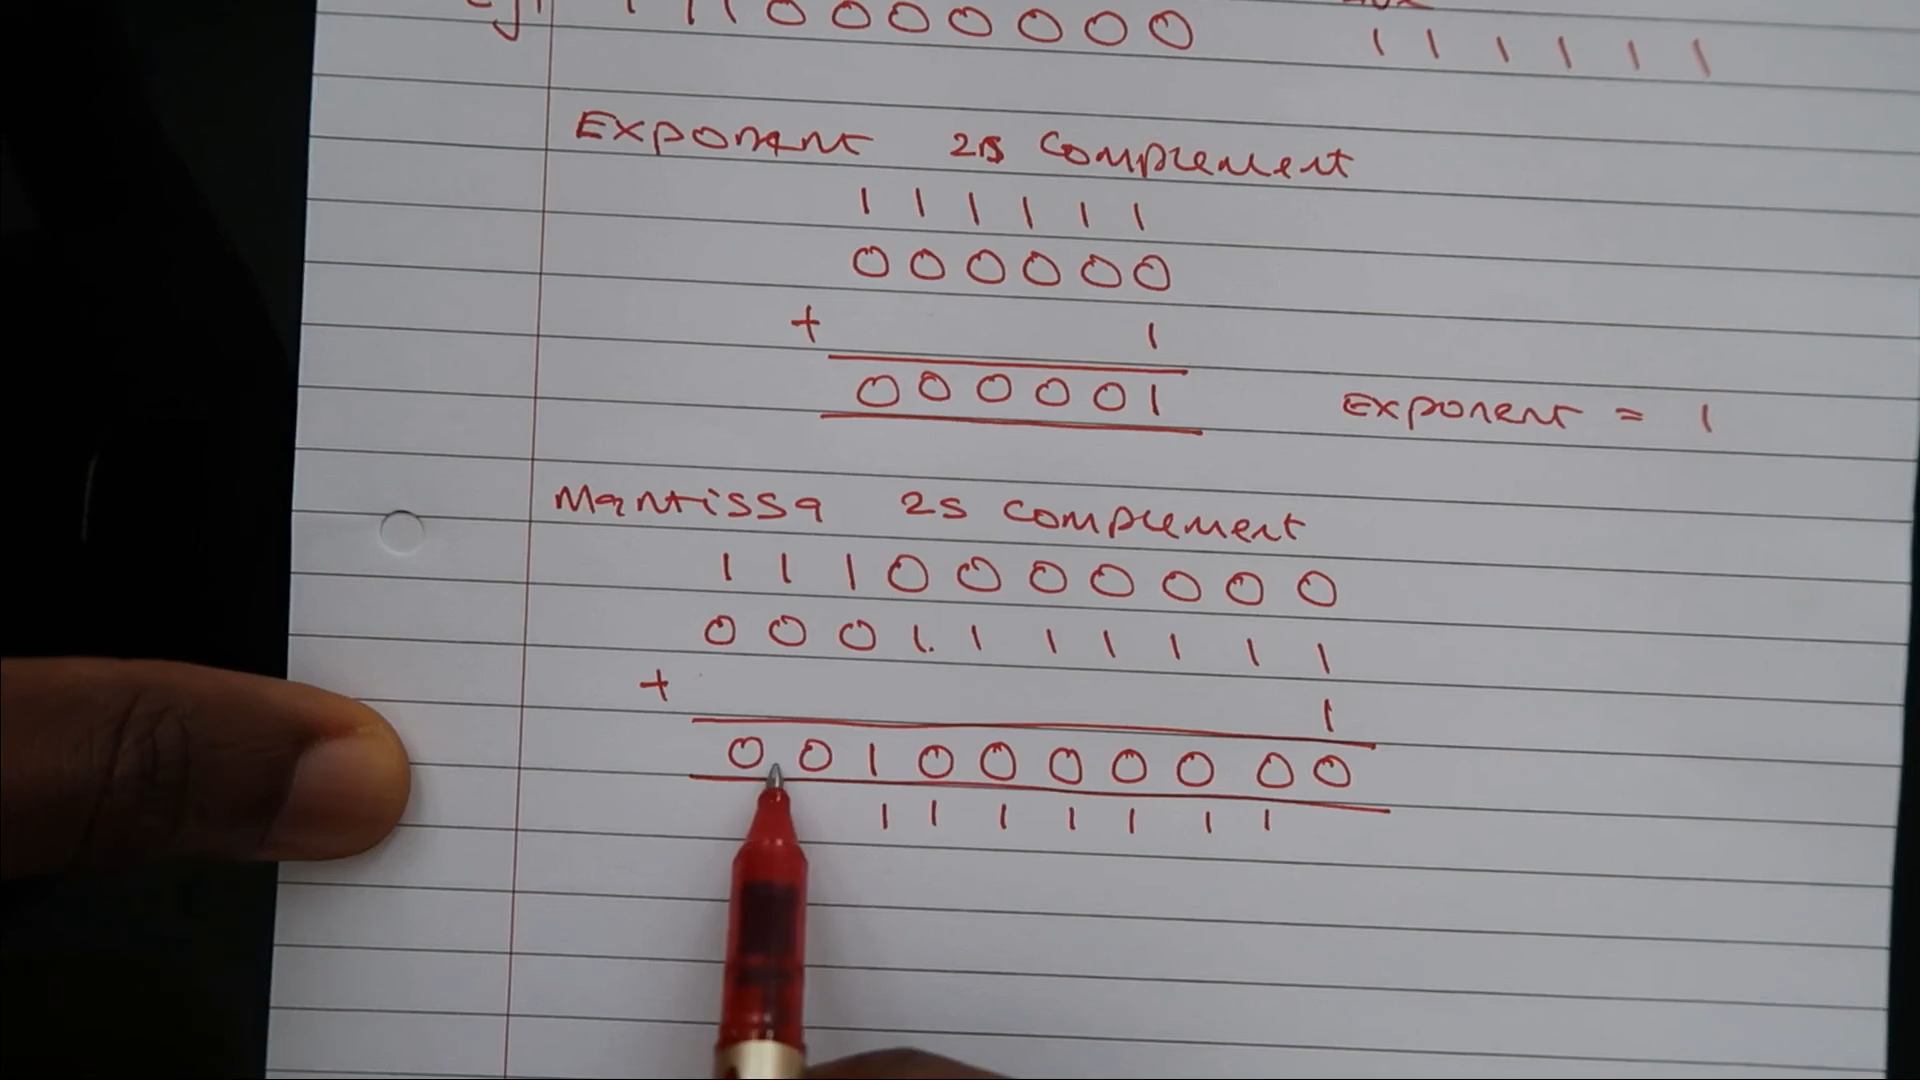 1 1 1 0 0 0 0 0 0 0 1 1 1 1 1 1
Exponent 2s complement
1 1 1 1 1 1
0 0 0 0 0 0
+ 1
0 0 0 0 0 1 Exponent = 1
Mantissa 2s complement
1 1 1 0 0 0 0 0 0 0
0 0 0 1. 1 1 1 1 1 1
+ 1
0 0 1 0 0 0 0 0 0 0
1 1 1 1 1 1 1